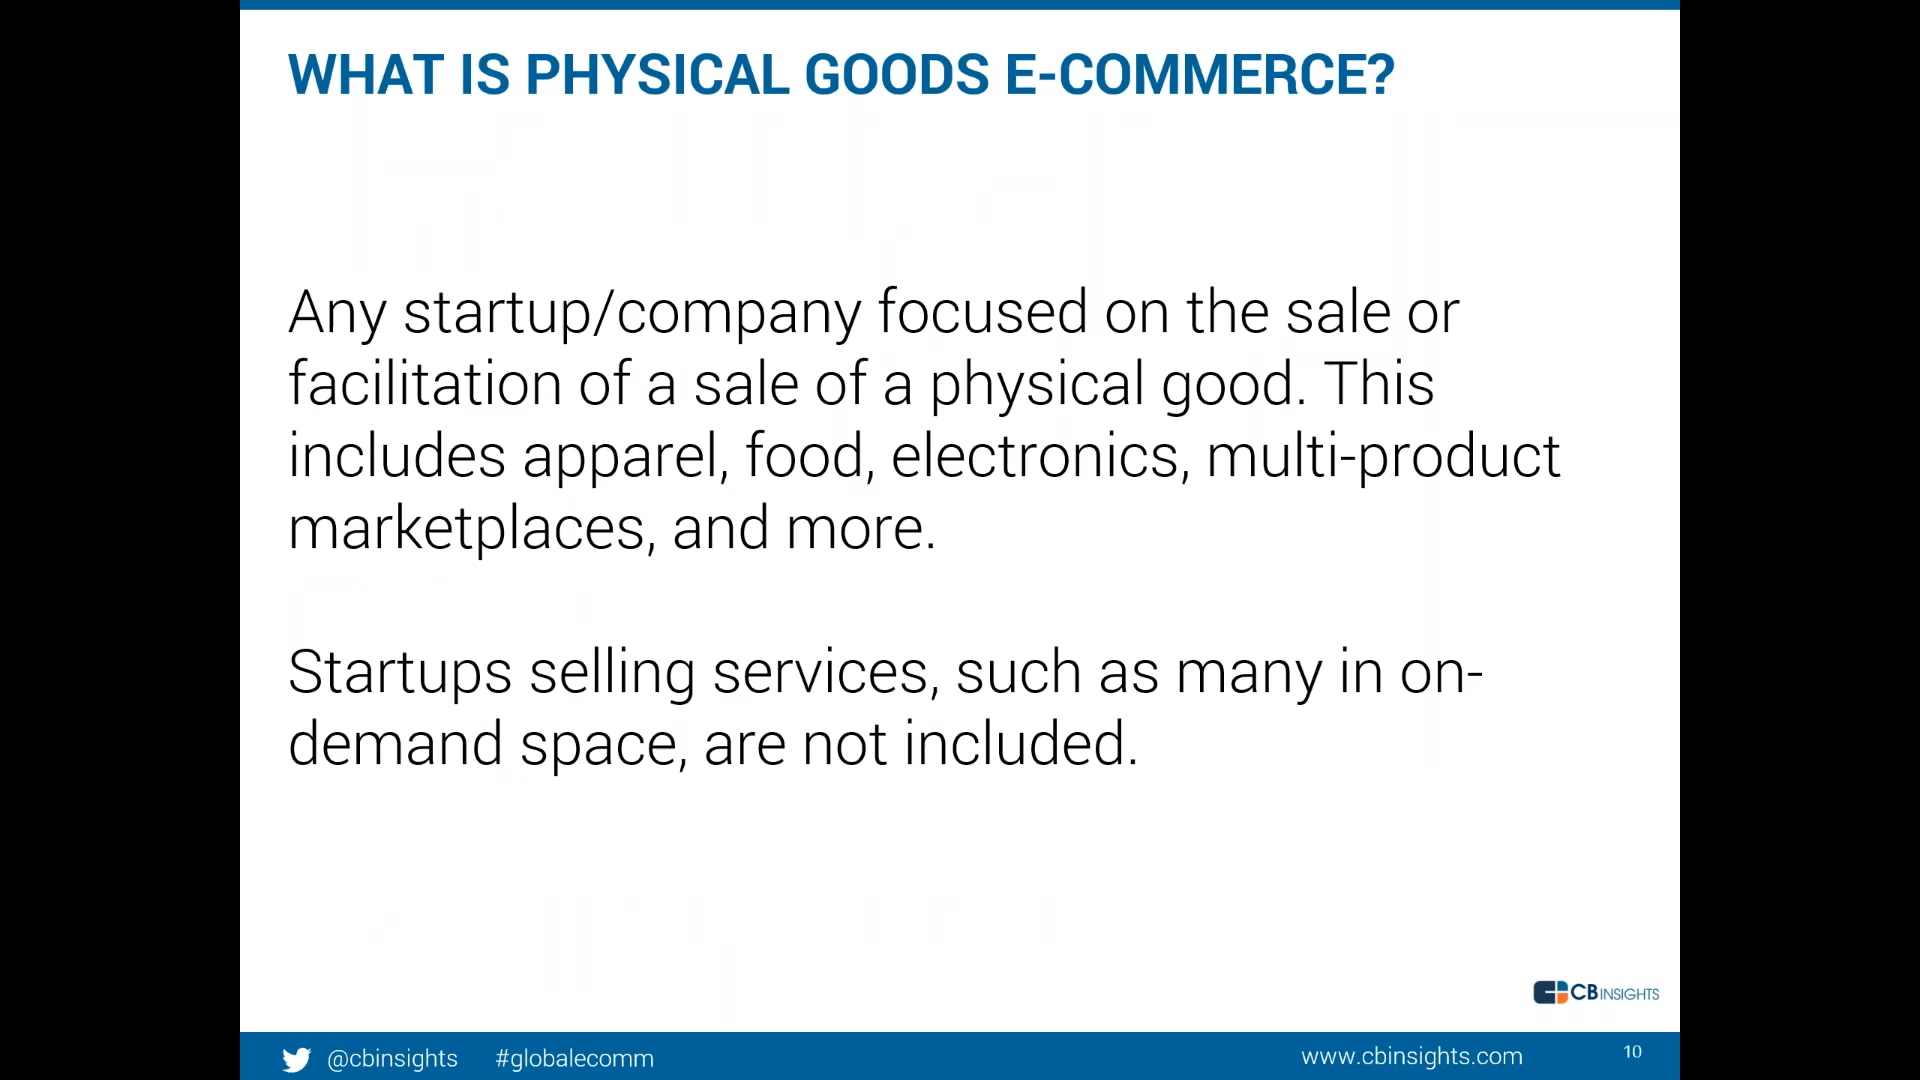 WHAT IS PHYSICAL GOODS E-COMMERCE?
Any startup/company focused on the sale or
facilitation of a sale of a physical good. This
includes apparel, food, electronics, multi-product
marketplaces, and more.
Startups selling services, such as many in on-
demand space, are not included.
CBINSIGHTS
@cbinsights #globalecomm www.cbinsights.com 10